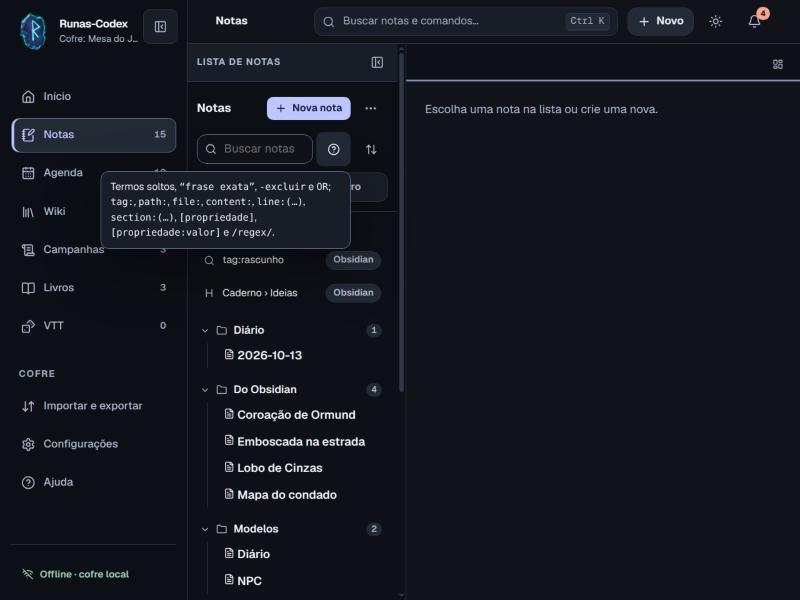 Runas-Codex
Cofre: Mesa do J…
Notas
Buscar notas e comandos…
Ctrl K
Novo
4
LISTA DE NOTAS
Início
Notas
15
Agenda
Wiki
Campanhas
3
Livros
3
VTT
0
COFRE
Importar e exportar
Configurações
Ajuda
Offline · cofre local
Notas
Nova nota
Buscar notas
Termos soltos, “frase exata”, -excluir e OR;
tag:, path:, file:, content:, line:(…),
section:(…), [propriedade],
[propriedade:valor] e /regex/.
tag:rascunho
Obsidian
Caderno › Ideias
Obsidian
Diário
1
2026-10-13
Do Obsidian
4
Coroação de Ormund
Emboscada na estrada
Lobo de Cinzas
Mapa do condado
Modelos
2
Diário
NPC
Escolha uma nota na lista ou crie uma nova.